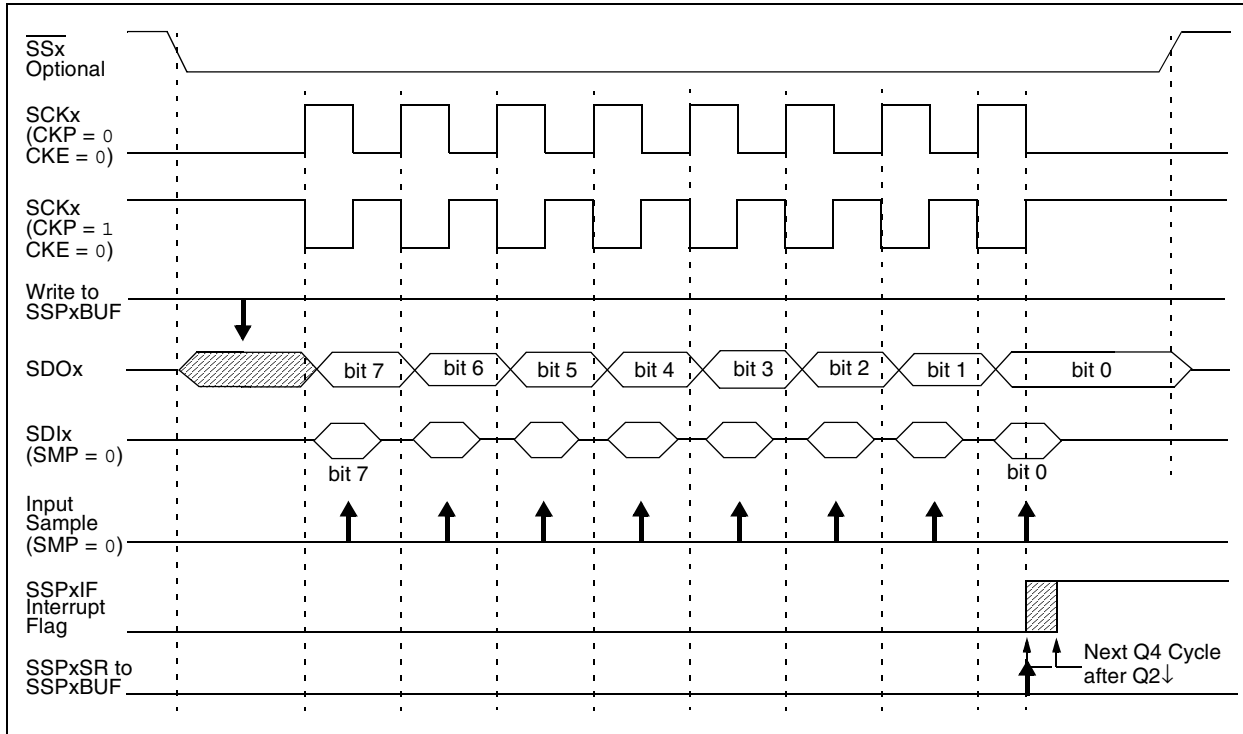 SSx
Optional
SCKx
(CKP = 0
CKE = 0)
SCKx
(CKP = 1
CKE = 0)
Write to
SSPxBUF
SDOx
bit 7
bit 6
bit 5
bit 4
bit 3
bit 2
bit 1
bit 0
SDIx
(SMP = 0)
bit 7
bit 0
Input
Sample
(SMP = 0)
SSPxIF
Interrupt
Flag
SSPxSR to
SSPxBUF
Next Q4 Cycle
after Q2↓